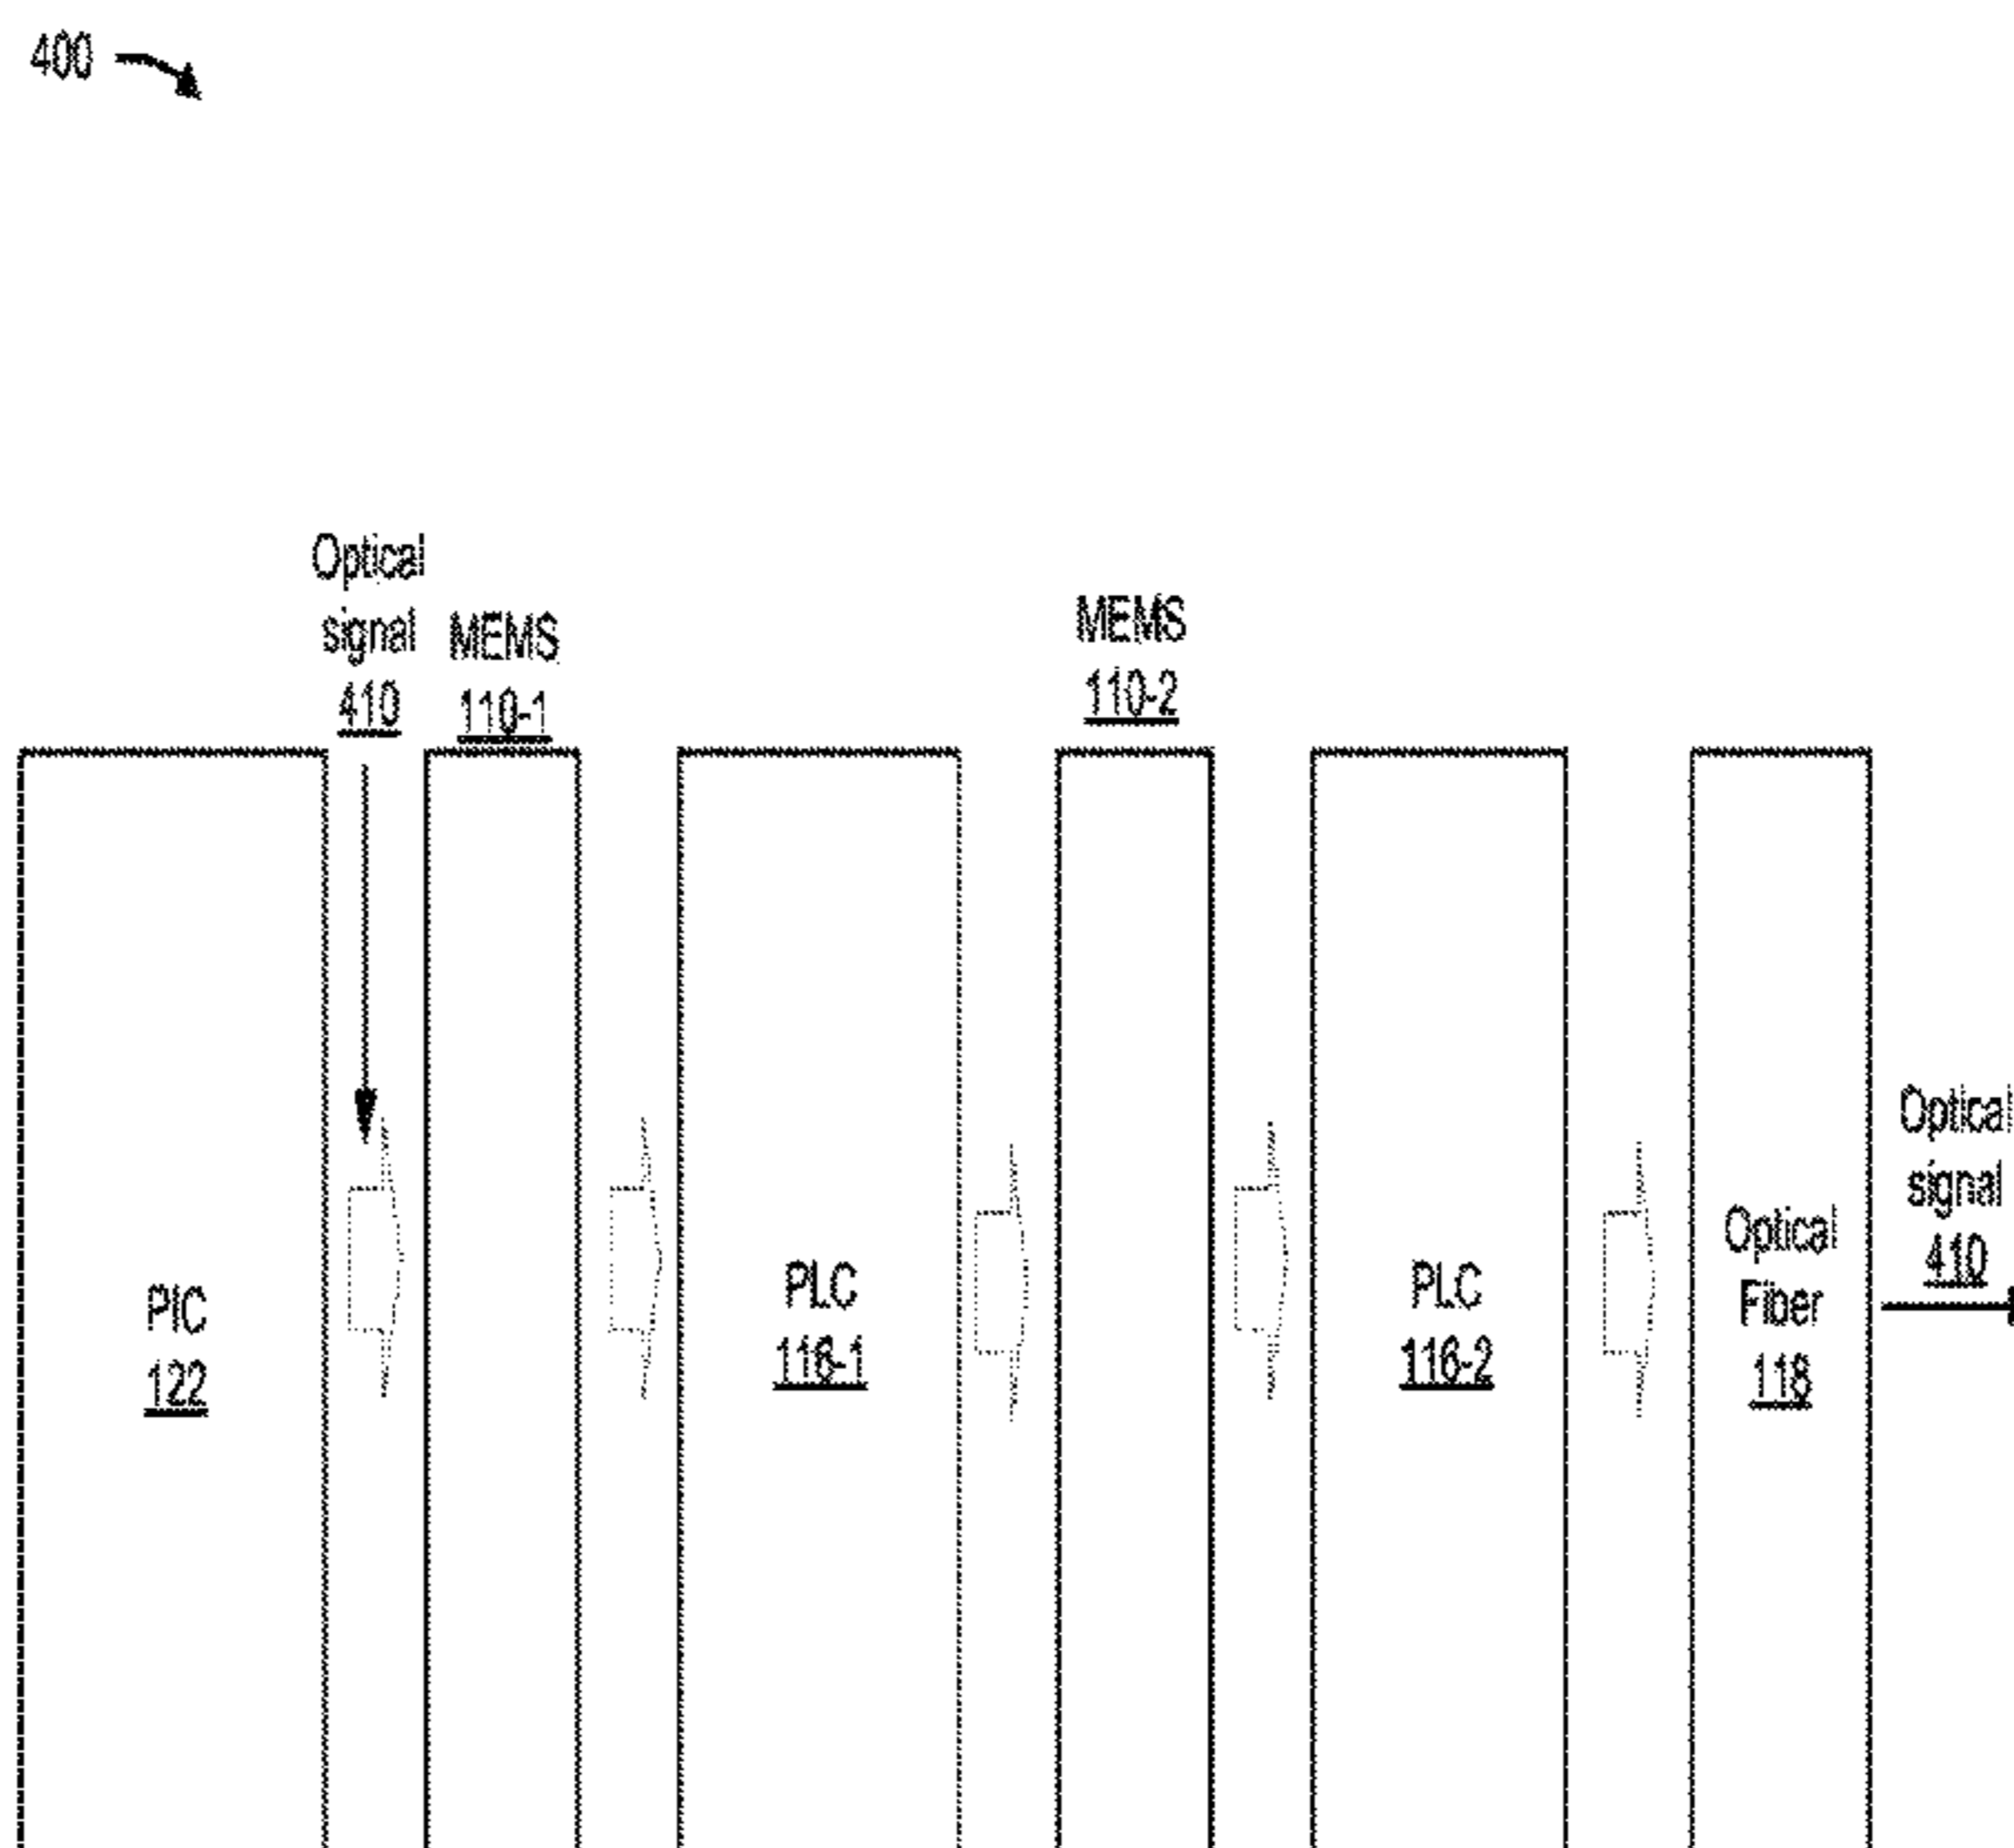 400
Optical
signal
410
MEMS
110-1
MEMS
110-2
PIC
122
PLC
116-1
PLC
116-2
Optical
Fiber
118
Optical
signal
410